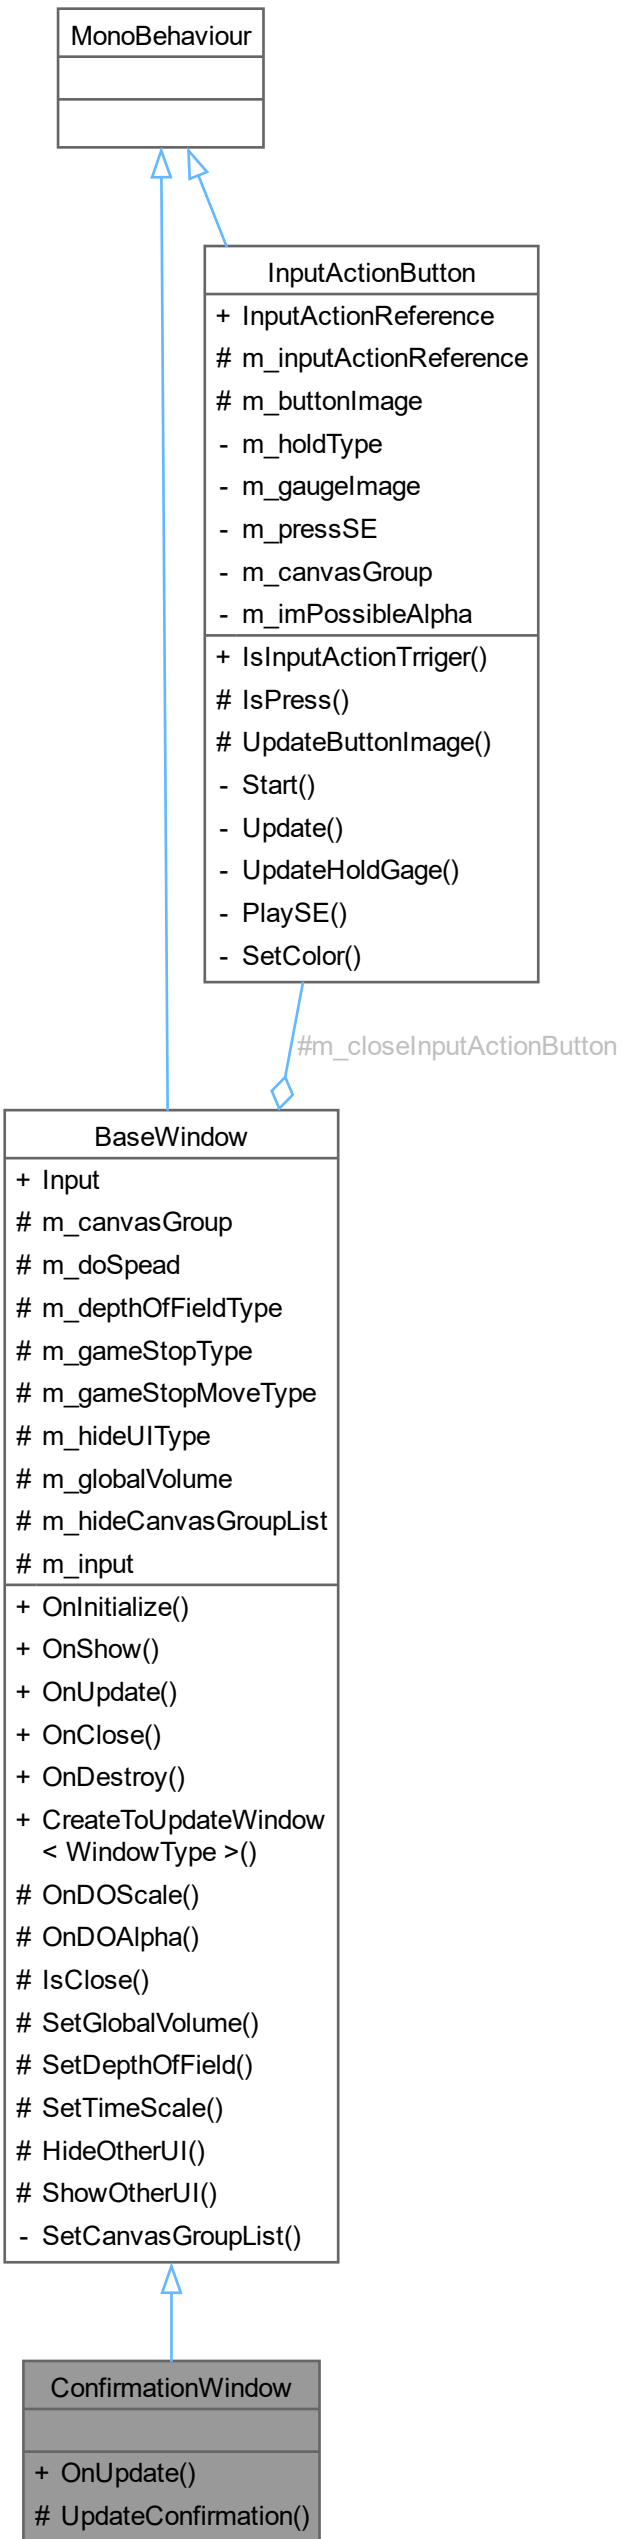 MonoBehaviour
InputActionButton
+ InputActionReference
# m_inputActionReference
# m_buttonImage
- m_holdType
- m_gaugeImage
- m_pressSE
- m_canvasGroup
- m_imPossibleAlpha
+ IsInputActionTrriger()
# IsPress()
# UpdateButtonImage()
- Start()
- Update()
- UpdateHoldGage()
- PlaySE()
- SetColor()
#m_closeInputActionButton
BaseWindow
+ Input
# m_canvasGroup
# m_doSpead
# m_depthOfFieldType
# m_gameStopType
# m_gameStopMoveType
# m_hideUIType
# m_globalVolume
# m_hideCanvasGroupList
# m_input
+ OnInitialize()
+ OnShow()
+ OnUpdate()
+ OnClose()
+ OnDestroy()
+ CreateToUpdateWindow
< WindowType >()
# OnDOScale()
# OnDOAlpha()
# IsClose()
# SetGlobalVolume()
# SetDepthOfField()
# SetTimeScale()
# HideOtherUI()
# ShowOtherUI()
- SetCanvasGroupList()
ConfirmationWindow
+ OnUpdate()
# UpdateConfirmation()